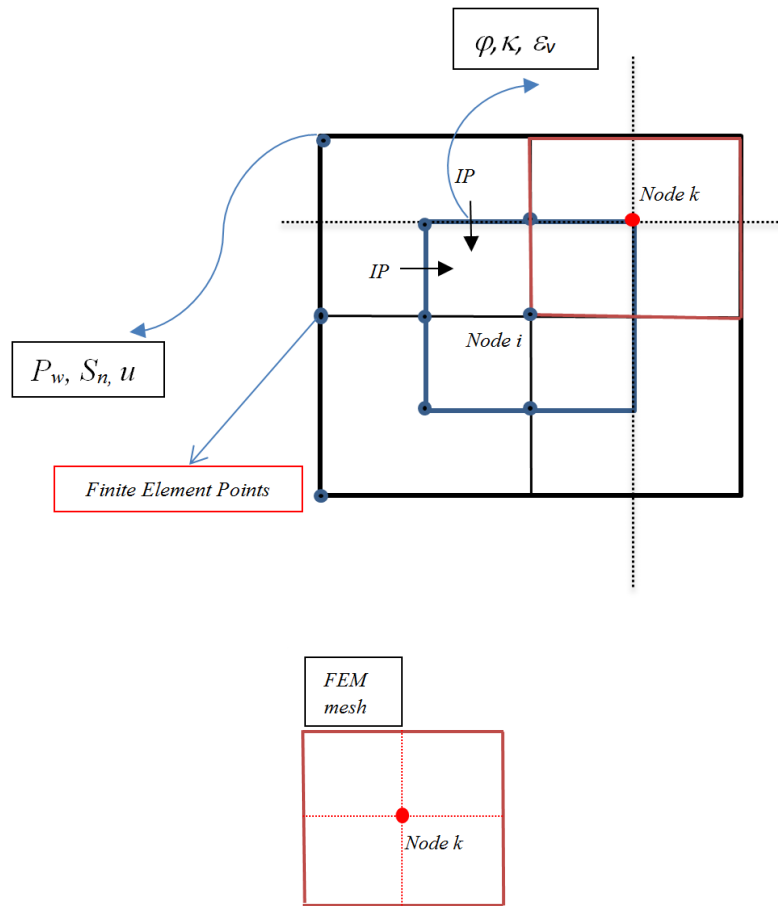 φ, κ, εv
IP
Node k
IP
Node i
Pw, Sn, u
Finite Element Points
FEM
mesh
Node k